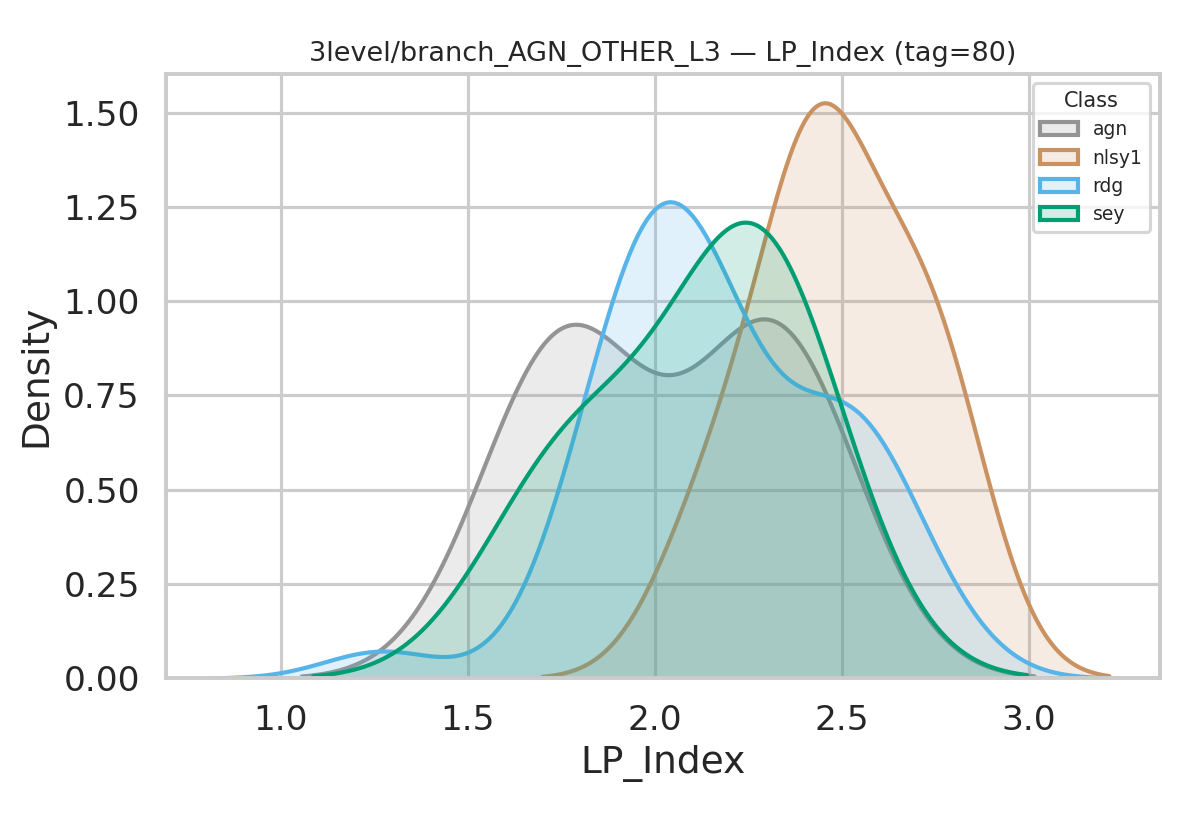 3level/branch_AGN_OTHER_L3 — LP_Index (tag=80)
Class
agn
nlsy1
rdg
sey
Density
1.50
1.25
1.00
0.75
0.50
0.25
0.00
1.0 1.5 2.0 2.5 3.0
LP_Index